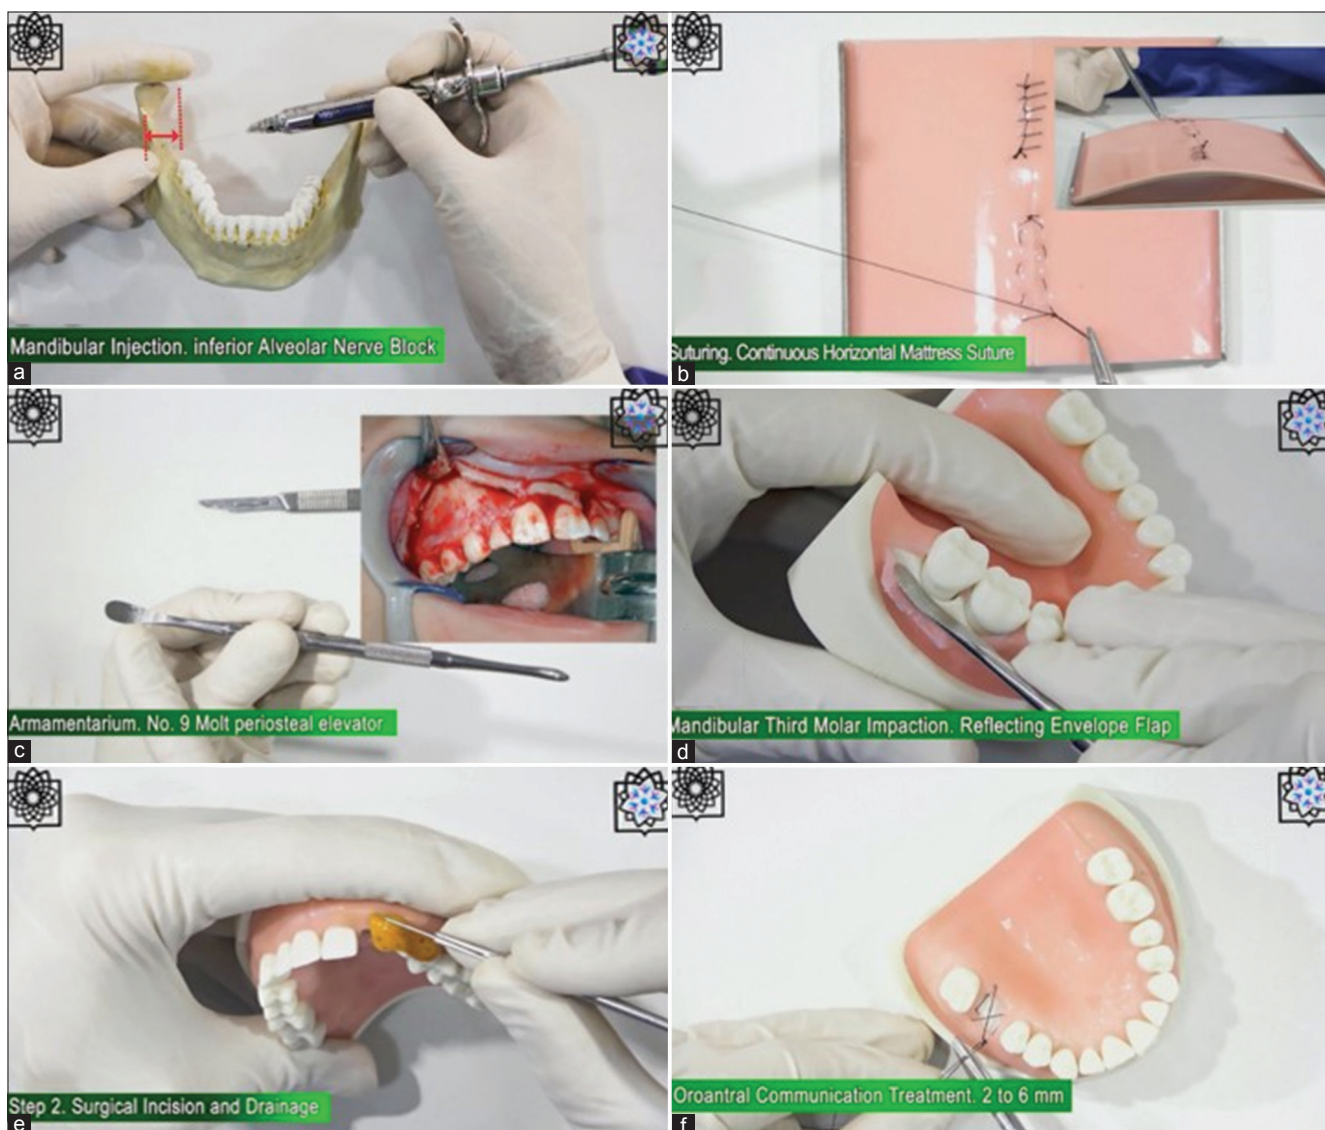 Mandibular Injection. inferior Alveolar Nerve Block
a
Suturing. Continuous Horizontal Mattress Suture
b
Armamentarium. No. 9 Molt periosteal elevator
c
Mandibular Third Molar Impaction. Reflecting Envelope Flap
d
Step 2. Surgical Incision and Drainage
e
Oroantral Communication Treatment. 2 to 6 mm
f